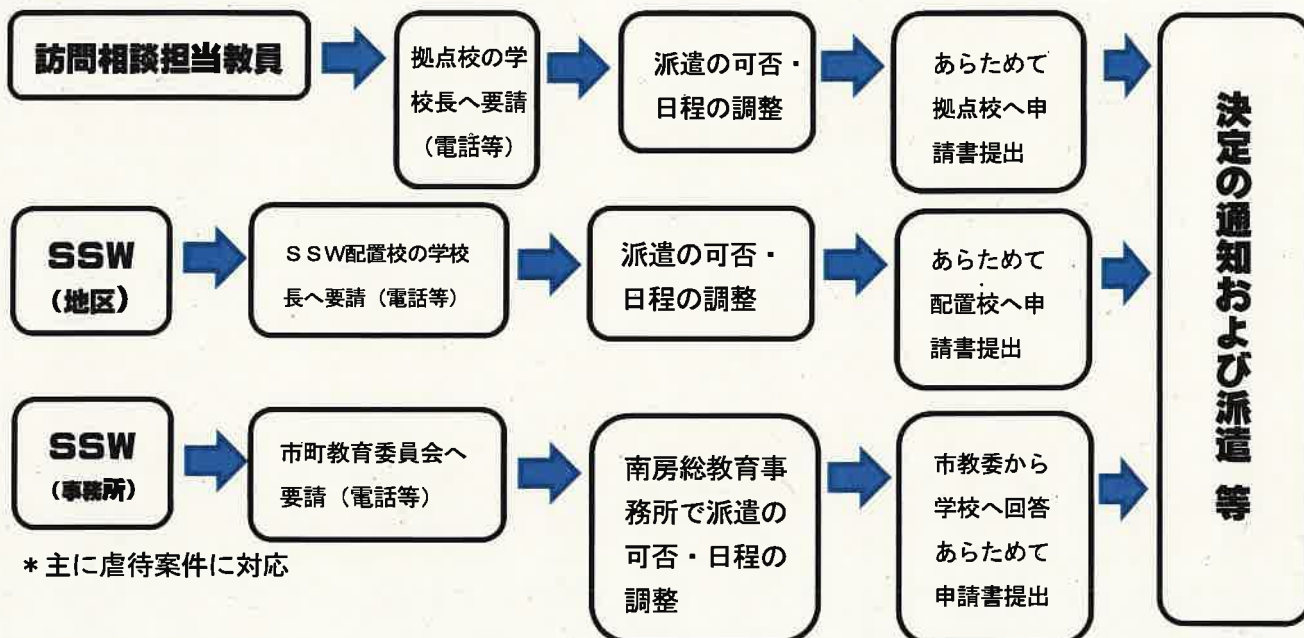 訪問相談担当教員
拠点校の学
校長へ要請
（電話等）
派遣の可否・
日程の調整
あらためて
拠点校へ申
請書提出
SSW
（地区）
ＳＳＷ配置校の学校
長へ要請（電話等）
派遣の可否・
日程の調整
あらためて
配置校へ申
請書提出
SSW
（事務所）
市町教育委員会へ
要請（電話等）
南房総教育事
務所で派遣の
可否・日程の
調整
市教委から
学校へ回答
あらためて
申請書提出
決定の通知および派遣 等
＊主に虐待案件に対応